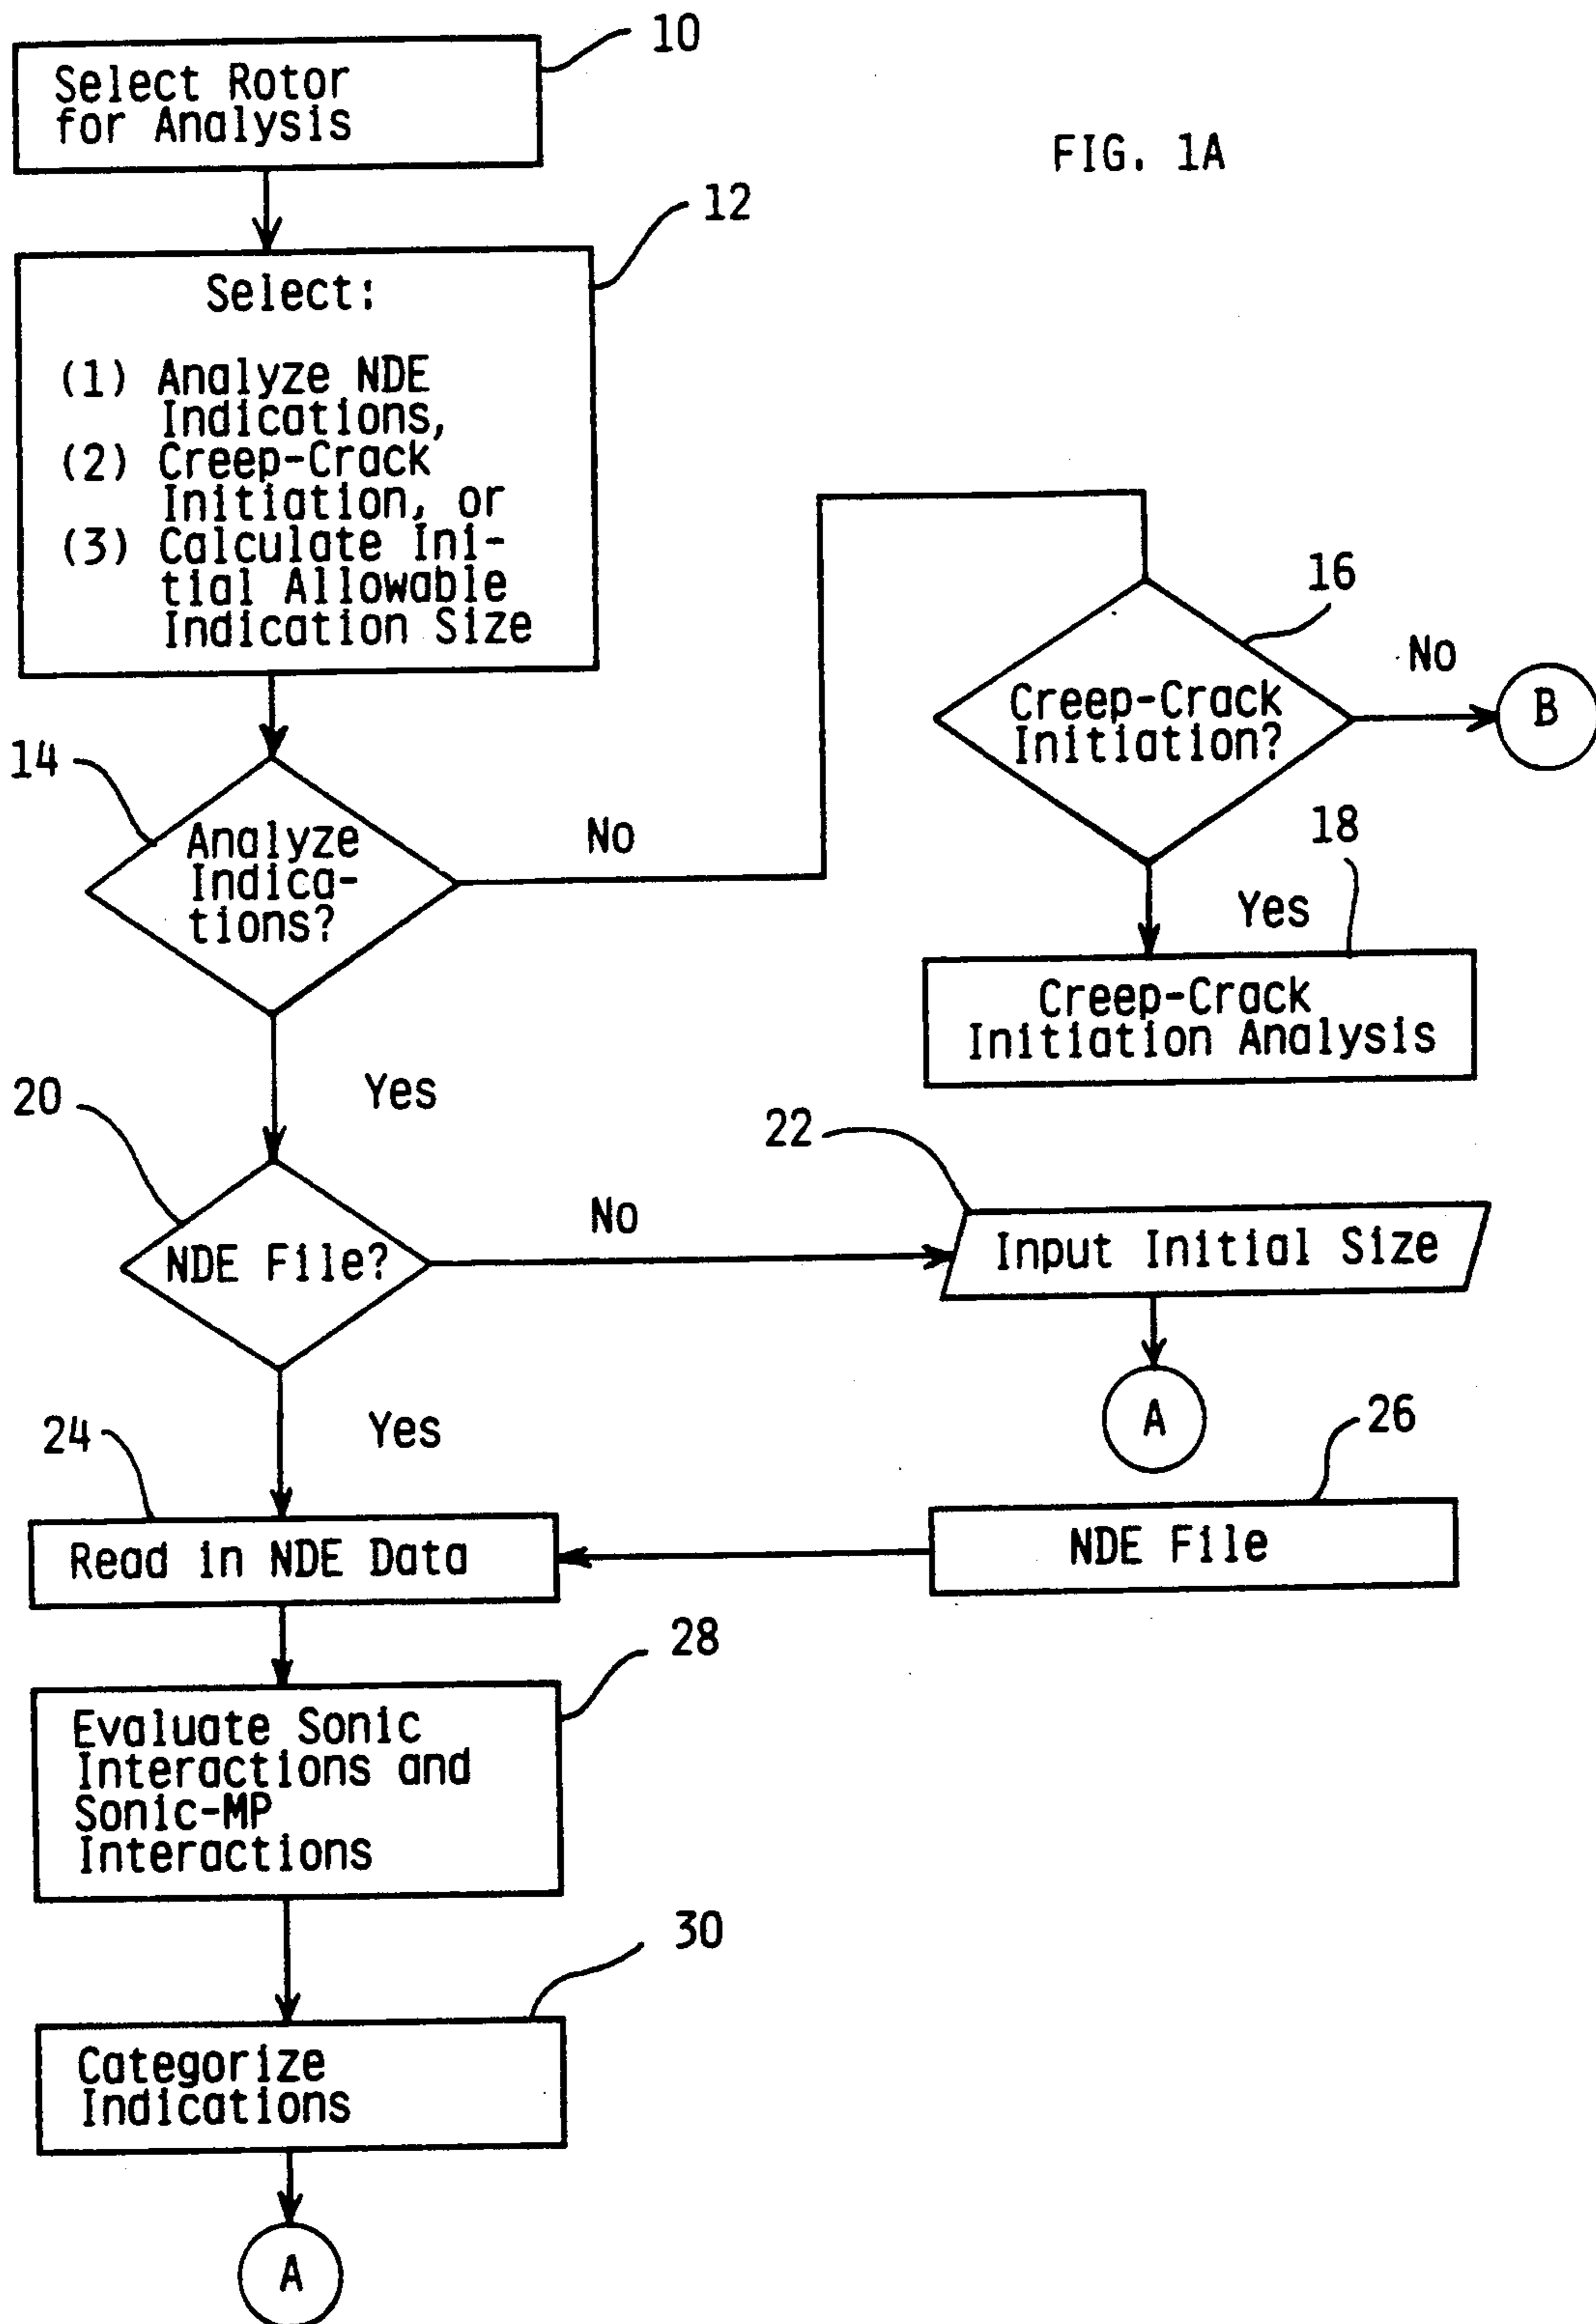 10
Select Rotor
for Analysis
FIG. 1A
12
Select:
(1) Analyze NDE
Indications,
(2) Creep-Crack
Initiation, or
(3) Calculate Ini-
tial Allowable
Indication Size
16
No
B
Creep-Crack
Initiation?
14
Analyze
Indica-
tions?
No
18
Yes
Creep-Crack
Initiation Analysis
Yes
20
22
NDE File?
No
Input Initial Size
A
24
Yes
26
Read in NDE Data
NDE File
28
Evaluate Sonic
Interactions and
Sonic-MP
Interactions
30
Categorize
Indications
A